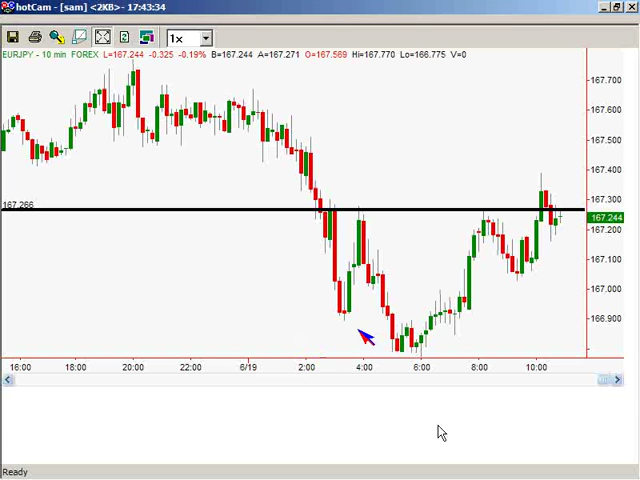 hotCam - [sam] <2KB> - 17:43:34
1x
EURJPY - 10 min FOREX L=167.244 -0.325 -0.19% B=167.244 A=167.271 O=167.569 Hi=167.770 Lo=166.775 V=0
167.700
167.600
167.500
167.400
167.300
167.266
167.244
167.200
167.100
167.000
166.900
16:00 18:00 20:00 22:00 6/19 2:00 4:00 6:00 8:00 10:00
Ready